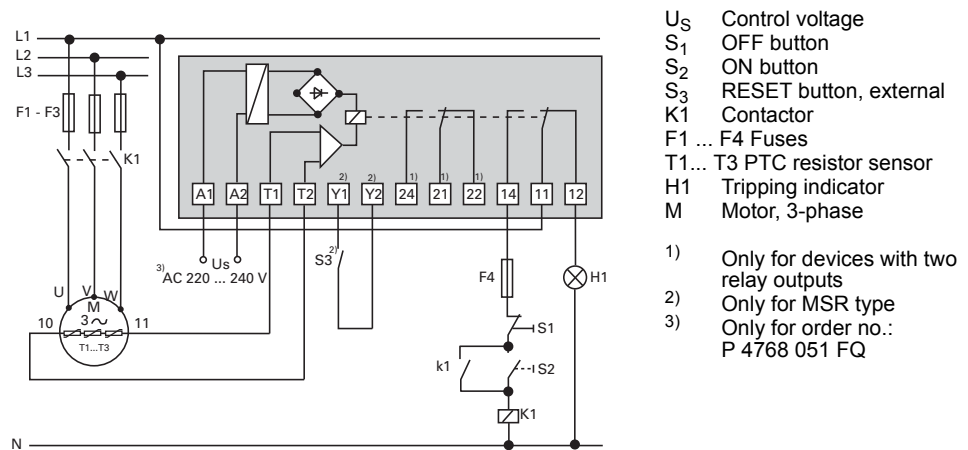 L1
L2
L3
F1 - F3
K1
2) 2) 1) 1) 1)
A1 A2 T1 T2 Y1 Y2 24 21 22 14 11 12
Us
3) AC 220 ... 240 V
S3 2)
F4
H1
U V W
M
3 ~
10 11
T1...T3
S1
k1
S2
K1
N
US Control voltage
S1 OFF button
S2 ON button
S3 RESET button, external
K1 Contactor
F1 ... F4 Fuses
T1... T3 PTC resistor sensor
H1 Tripping indicator
M Motor, 3-phase
1) Only for devices with two
relay outputs
2) Only for MSR type
3) Only for order no.:
P 4768 051 FQ